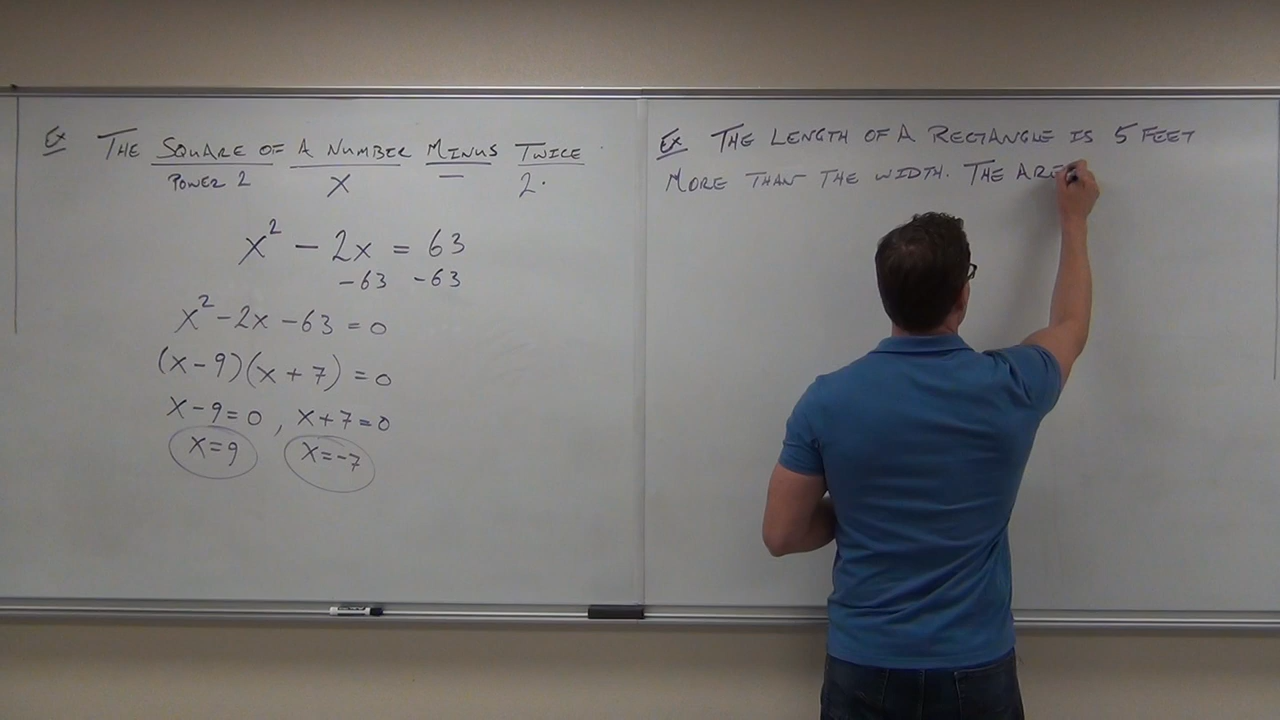 Ex THE SQUARE OF A NUMBER MINUS TWICE
POWER 2 X — 2·
x² − 2x = 63
−63 −63
x² − 2x − 63 = 0
(x − 9)(x + 7) = 0
x − 9 = 0 , x + 7 = 0
x = 9 x = −7
Ex THE LENGTH OF A RECTANGLE IS 5 FEET
MORE THAN THE WIDTH. THE ARE